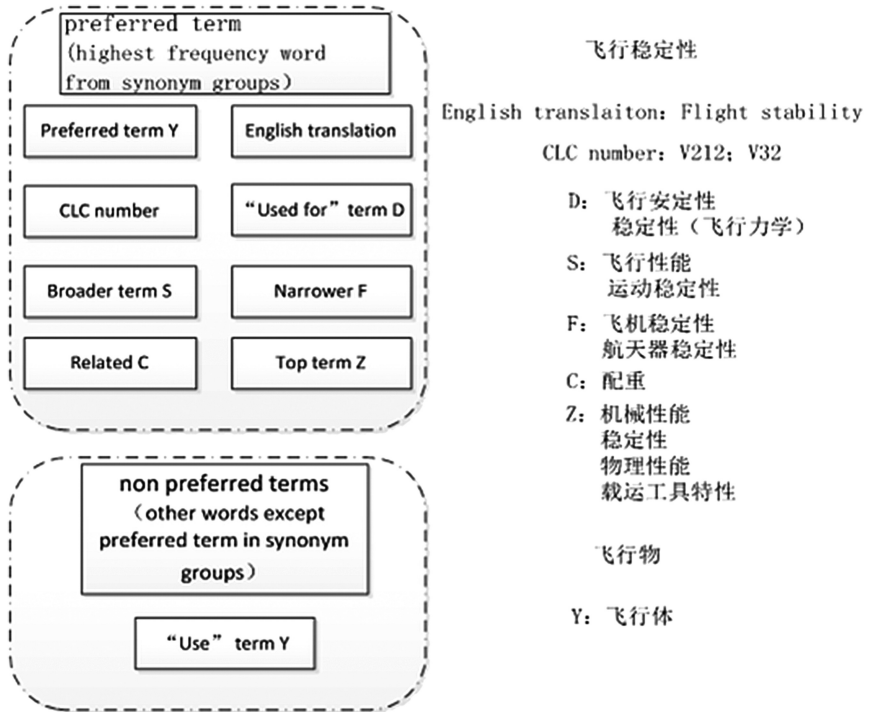 preferred term
(highest frequency word
from synonym groups)
Preferred term Y
English translation
CLC number
“Used for” term D
Broader term S
Narrower F
Related C
Top term Z
non preferred terms
（other words except
preferred term in synonym
groups）
“Use” term Y
飞行稳定性
English translaiton: Flight stability
CLC number: V212; V32
D: 飞行安定性
稳定性（飞行力学）
S: 飞行性能
运动稳定性
F: 飞机稳定性
航天器稳定性
C: 配重
Z: 机械性能
稳定性
物理性能
载运工具特性
飞行物
Y: 飞行体